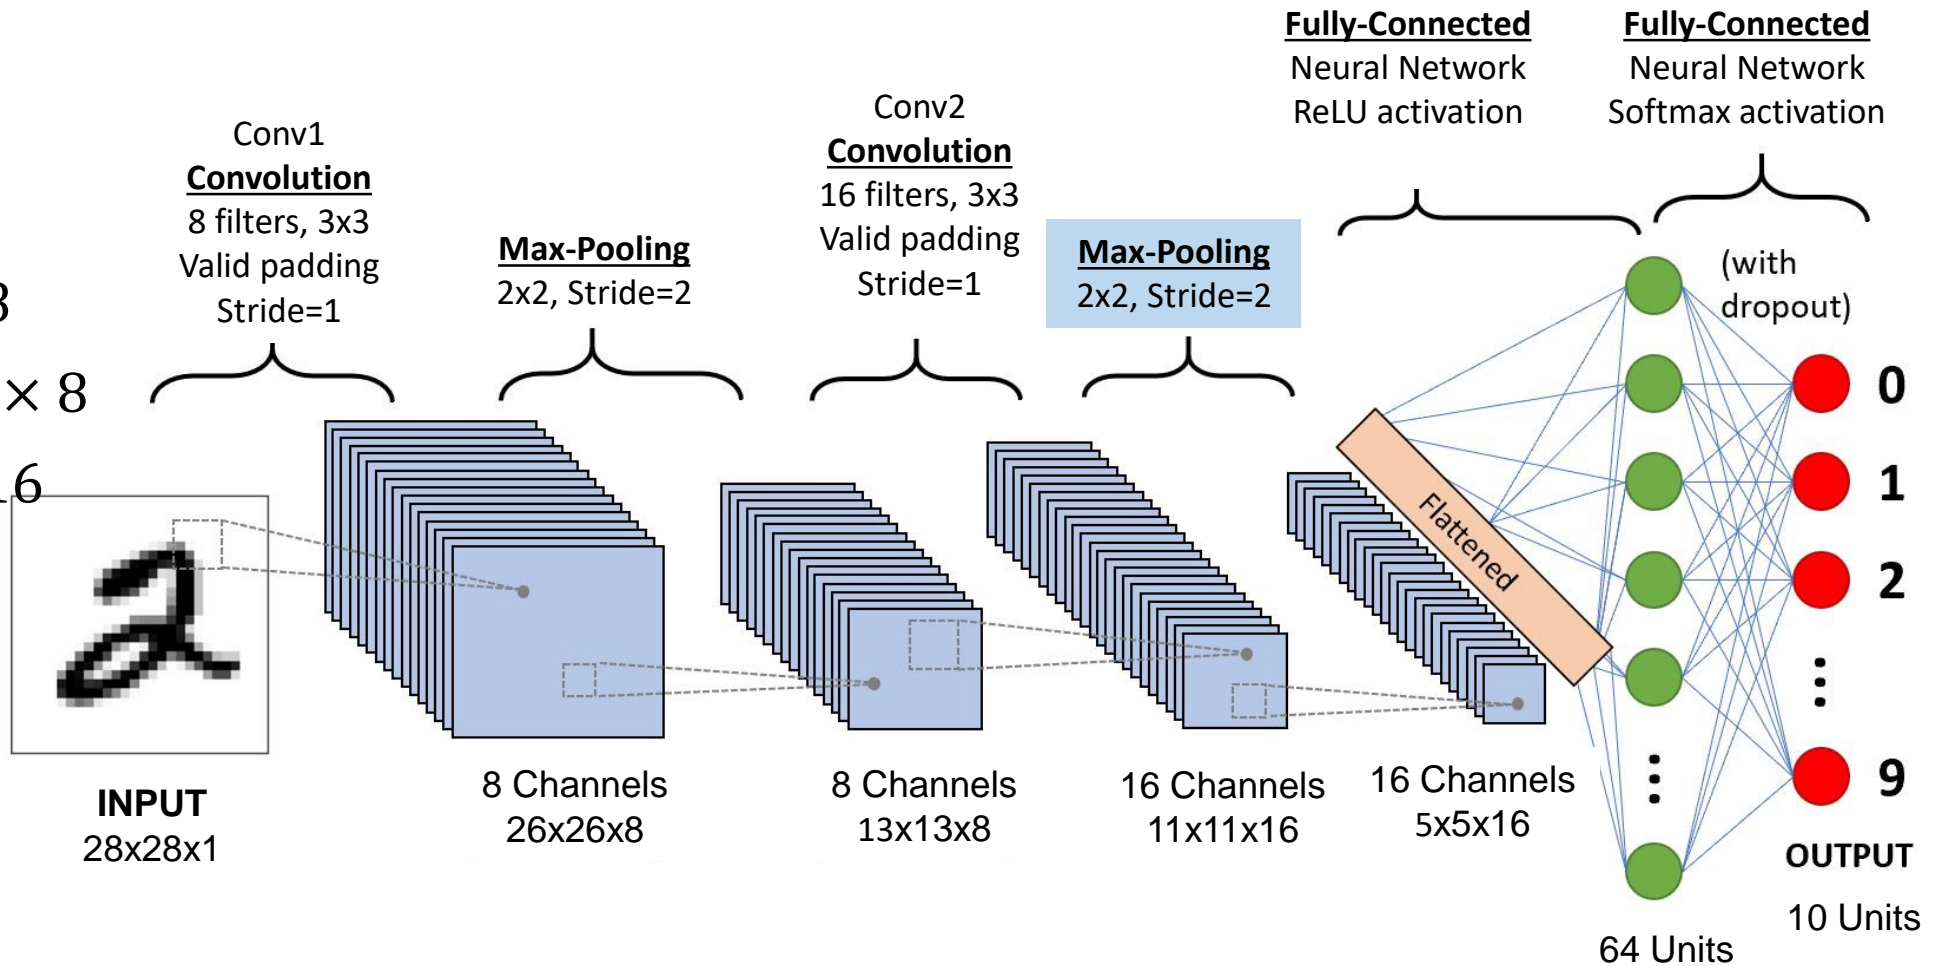 Fully-Connected
Neural Network
ReLU activation
Fully-Connected
Neural Network
Softmax activation
Conv1
Convolution
8 filters, 3x3
Valid padding
Stride=1
Max-Pooling
2x2, Stride=2
Conv2
Convolution
16 filters, 3x3
Valid padding
Stride=1
Max-Pooling
2x2, Stride=2
(with
dropout)
8
× 8
16
Flattened
0
1
2
9
INPUT
28x28x1
8 Channels
26x26x8
8 Channels
13x13x8
16 Channels
11x11x16
16 Channels
5x5x16
64 Units
OUTPUT
10 Units